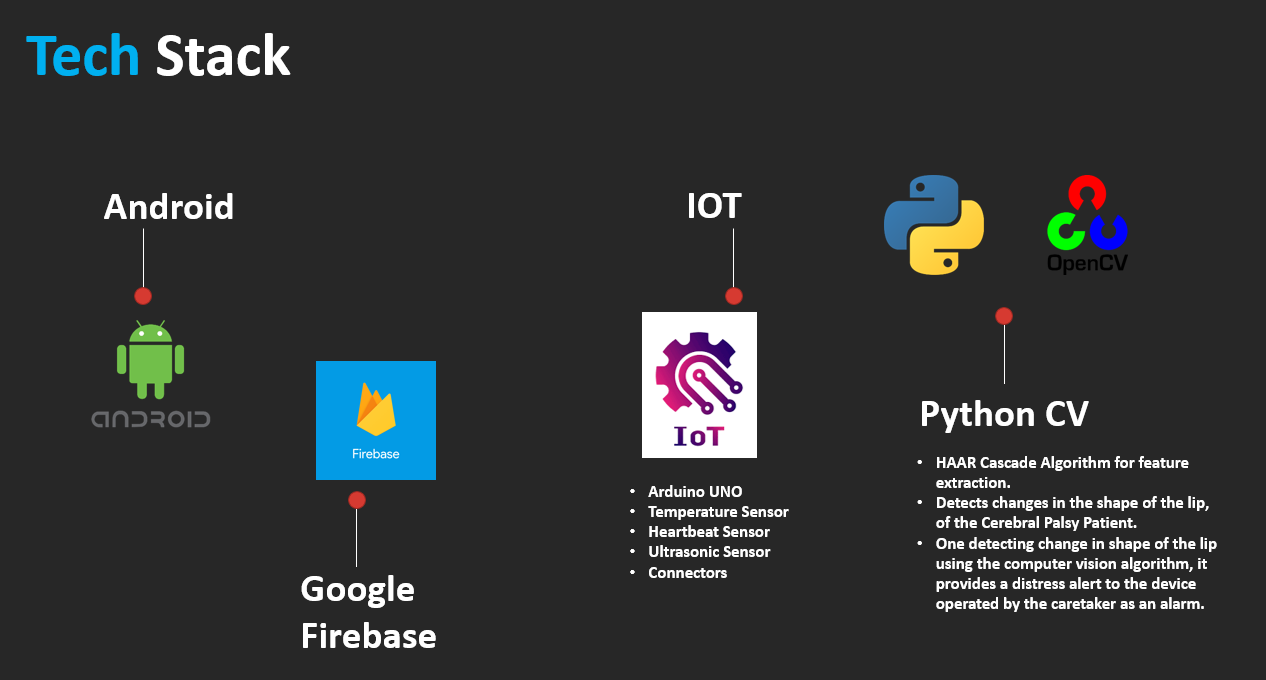 Tech Stack
Android
ANDROID
Firebase
Google
Firebase
IOT
IoT
• Arduino UNO
• Temperature Sensor
• Heartbeat Sensor
• Ultrasonic Sensor
• Connectors
OpenCV
Python CV
• HAAR Cascade Algorithm for feature
extraction.
• Detects changes in the shape of the lip,
of the Cerebral Palsy Patient.
• One detecting change in shape of the lip
using the computer vision algorithm, it
provides a distress alert to the device
operated by the caretaker as an alarm.